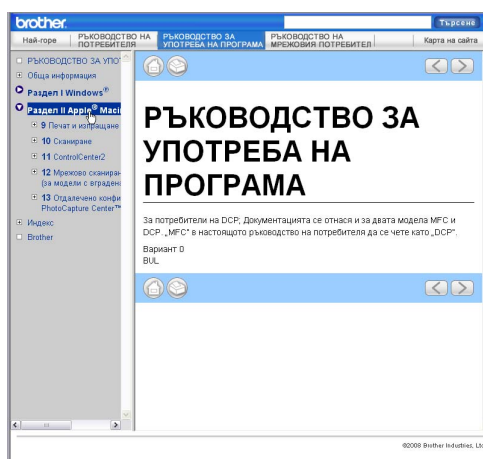 brother.
Търсене
Най-горе
РЪКОВОДСТВО НА ПОТРЕБИТЕЛЯ
РЪКОВОДСТВО ЗА УПОТРЕБА НА ПРОГРАМА
РЪКОВОДСТВО НА МРЕЖОВИЯ ПОТРЕБИТЕЛ
Карта на сайта
РЪКОВОДСТВО ЗА УПО
Обща информация
Раздел I Windows®
Раздел II Apple® Maci
9 Печат и изпращане
10 Сканиране
11 ControlCenter2
12 Мрежово сканиран
(за модели с вграден
13 Отдалечено конфи
PhotoCapture Center™
Индекс
Brother
РЪКОВОДСТВО ЗА
УПОТРЕБА НА
ПРОГРАМА
За потребители на DCP; Документацията се отнася и за двата модела MFC и
DCP. „MFC" в настоящото ръководство на потребителя да се чете като „DCP".
Вариант 0
BUL
©2008 Brother Industries, Ltd